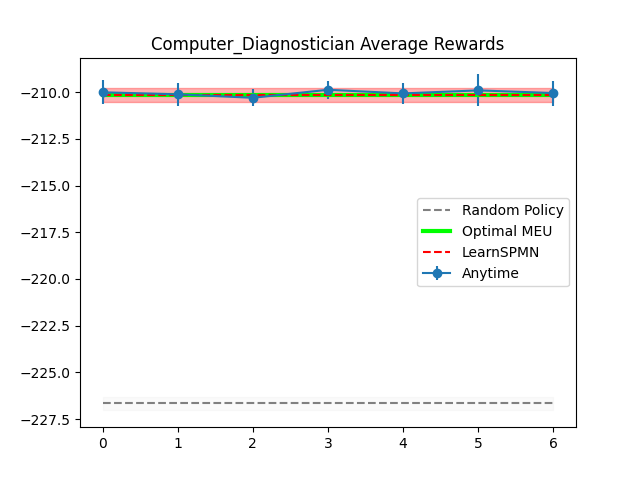 Computer_Diagnostician Average Rewards
−210.0
−212.5
−215.0
−217.5
−220.0
−222.5
−225.0
−227.5
Random Policy
Optimal MEU
LearnSPMN
Anytime
0 1 2 3 4 5 6